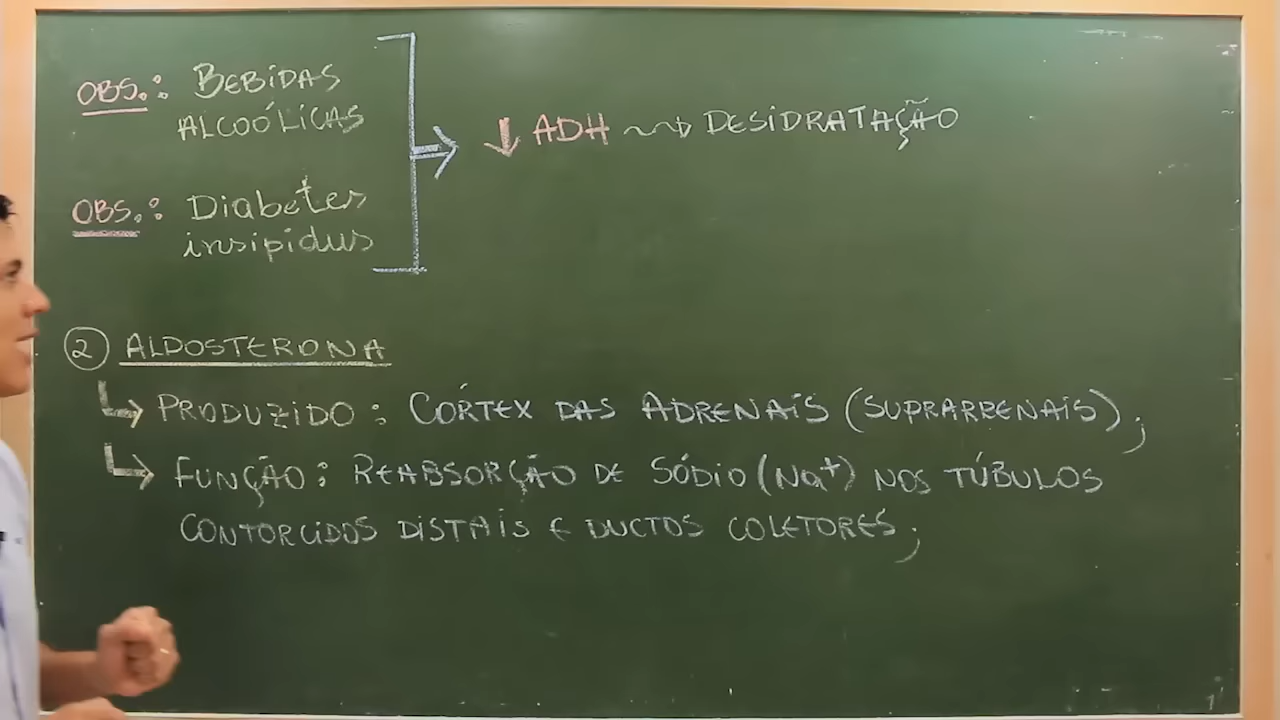 OBS.: BEBIDAS
ALCOÓLICAS
↓ ADH ⇝ DESIDRATAÇÃO
OBS.: Diabetes
insipidus
2 ALDOSTERONA
↳ PRODUZIDO: CÓRTEX DAS ADRENAIS (SUPRARRENAIS);
↳ FUNÇÃO: REABSORÇÃO DE SÓDIO (Na+) NOS TÚBULOS
CONTORCIDOS DISTAIS E DUCTOS COLETORES;